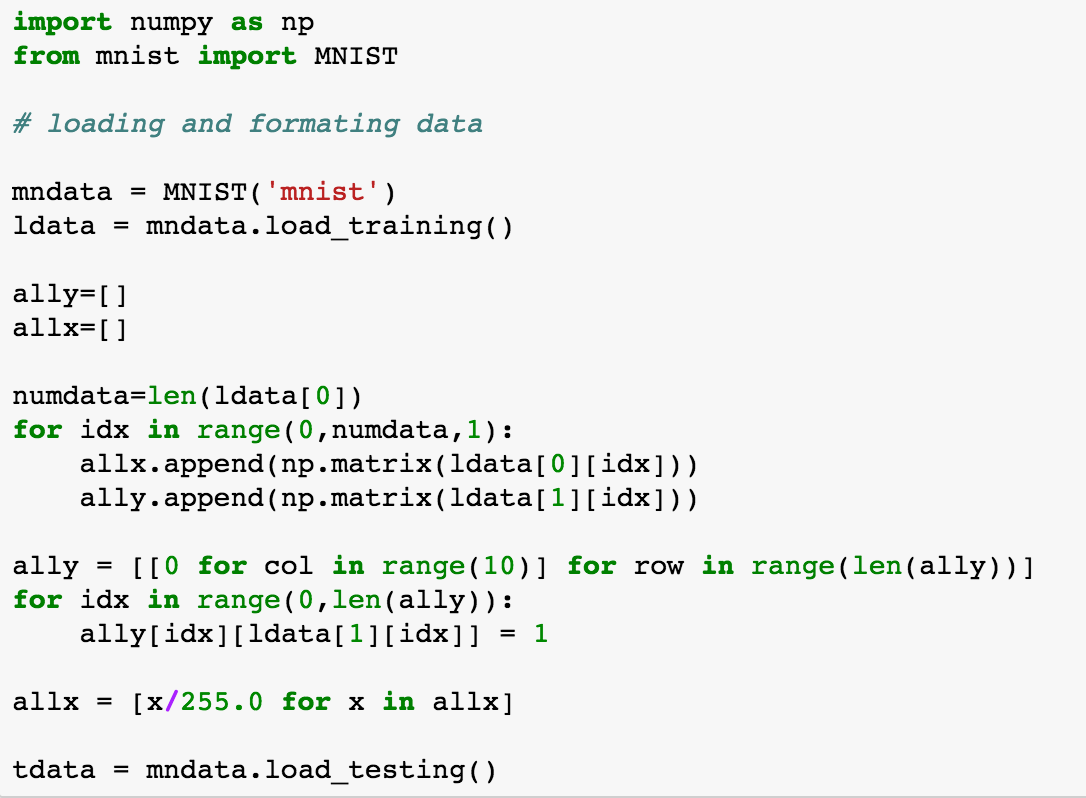 import numpy as np
from mnist import MNIST
# loading and formating data
mndata = MNIST('mnist')
ldata = mndata.load_training()
ally=[]
allx=[]
numdata=len(ldata[0])
for idx in range(0,numdata,1):
    allx.append(np.matrix(ldata[0][idx]))
    ally.append(np.matrix(ldata[1][idx]))
ally = [[0 for col in range(10)] for row in range(len(ally))]
for idx in range(0,len(ally)):
    ally[idx][ldata[1][idx]] = 1
allx = [x/255.0 for x in allx]
tdata = mndata.load_testing()